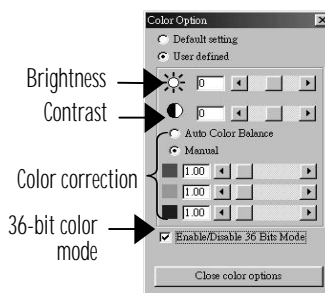 Color Option
Default setting
User defined
Brightness
0
Contrast
0
Auto Color Balance
Manual
Color correction
1.00
1.00
1.00
36-bit color
mode
Enable/Disable 36 Bits Mode
Close color options